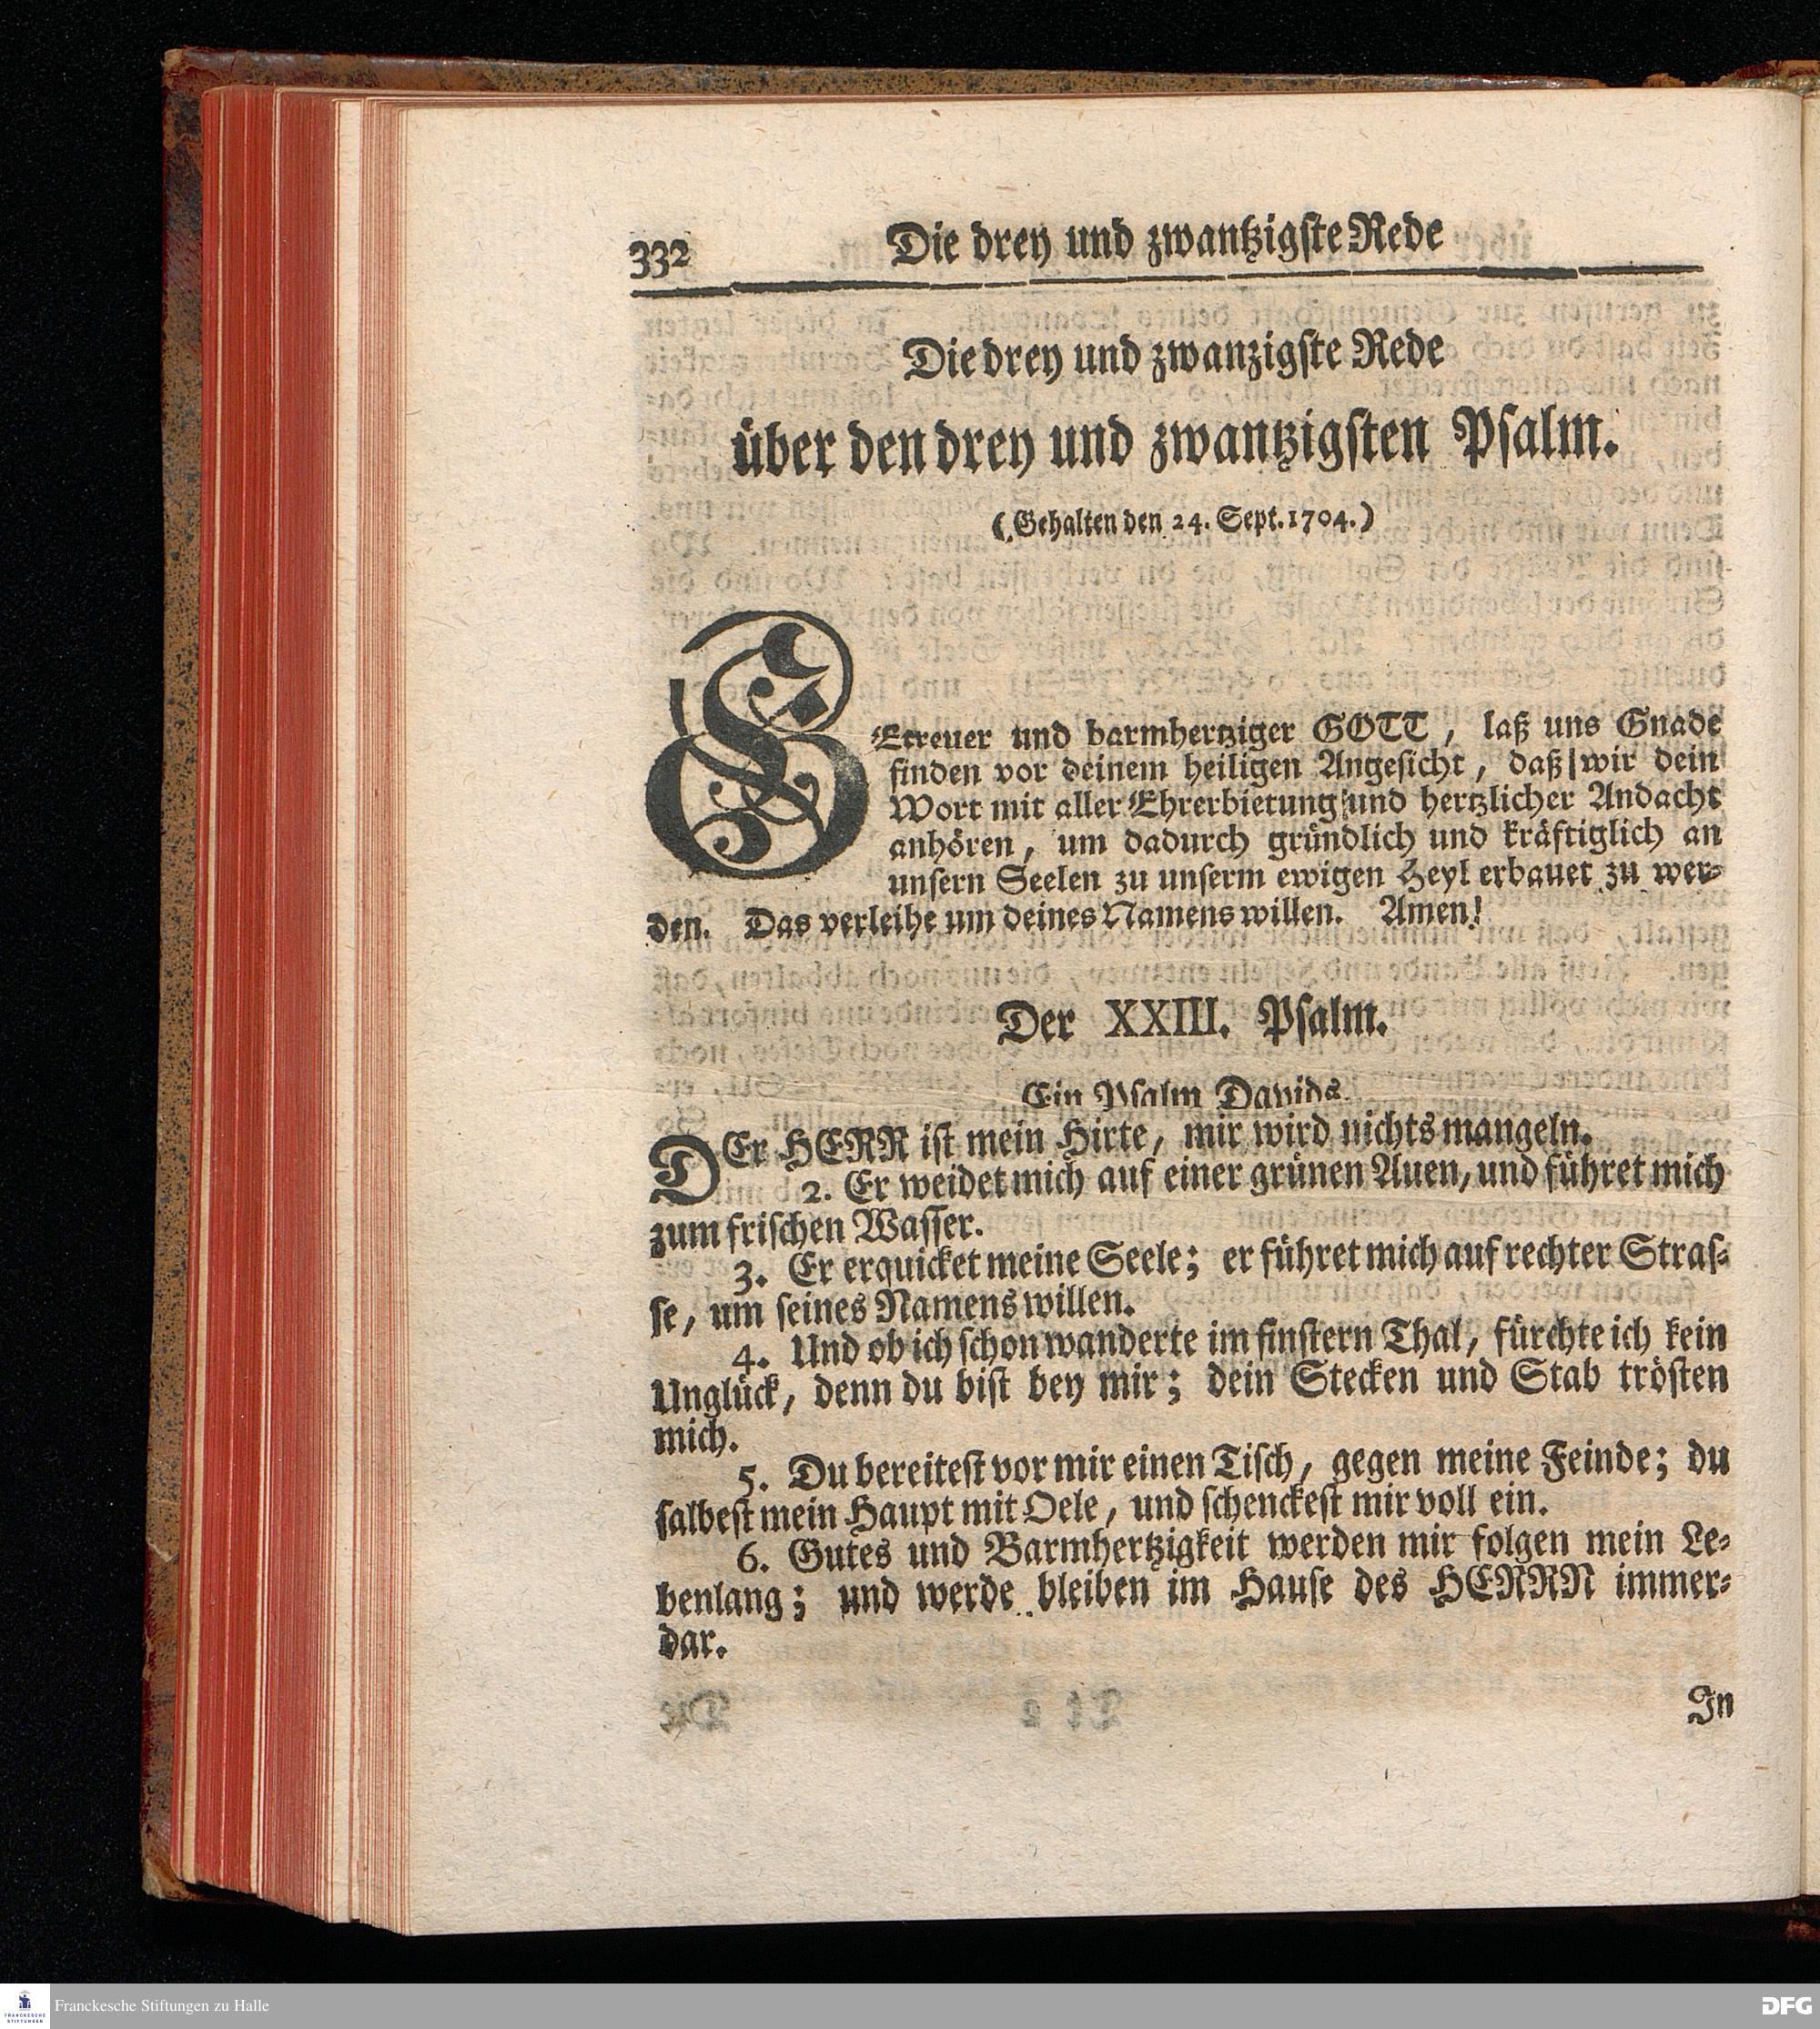 332 Die drey und zwantzigste Rede
Die drey und zwanzigste Rede
über den drey und zwantzigsten Psalm.
(Gehalten den 24. Sept. 1704.)
GEtreuer und barmhertziger GOTT, laß uns Gnade
finden vor deinem heiligen Angesicht, daß wir dein
Wort mit aller Ehrerbietung und hertzlicher Andacht
anhören, um dadurch gründlich und kräftiglich an
unsern Seelen zu unserm ewigen Heyl erbauet zu wer-
den. Das verleihe um deines Namens willen. Amen!
Der XXIII. Psalm.
Ein Psalm Davids.
DEr HERR ist mein Hirte, mir wird nichts mangeln.
2. Er weidet mich auf einer grünen Auen, und führet mich
zum frischen Wasser.
3. Er erquicket meine Seele; er führet mich auf rechter Stras-
se, um seines Namens willen.
4. Und ob ich schon wanderte im finstern Thal, fürchte ich kein
Unglück, denn du bist bey mir; dein Stecken und Stab trösten
mich.
5. Du bereitest vor mir einen Tisch, gegen meine Feinde; du
salbest mein Haupt mit Oele, und schenckest mir voll ein.
6. Gutes und Barmhertzigkeit werden mir folgen mein Le-
benlang; und werde bleiben im Hause des HERRN immer-
dar.
In
FRANCKESCHE
STIFTUNGEN
Franckesche Stiftungen zu Halle
DFG